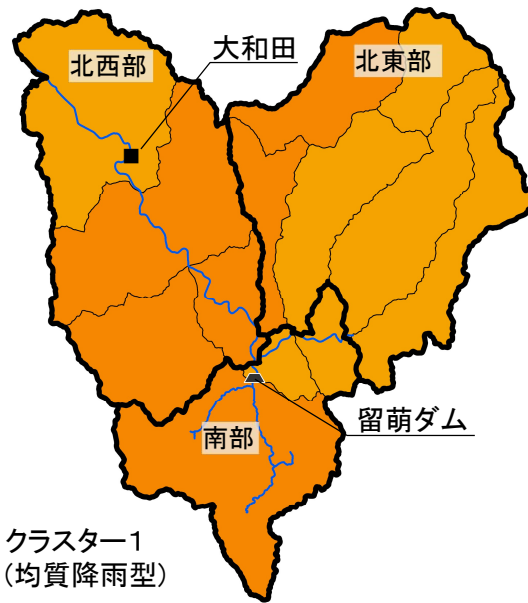 大和田
北西部
北東部
留萌ダム
南部
クラスター1
(均質降雨型)